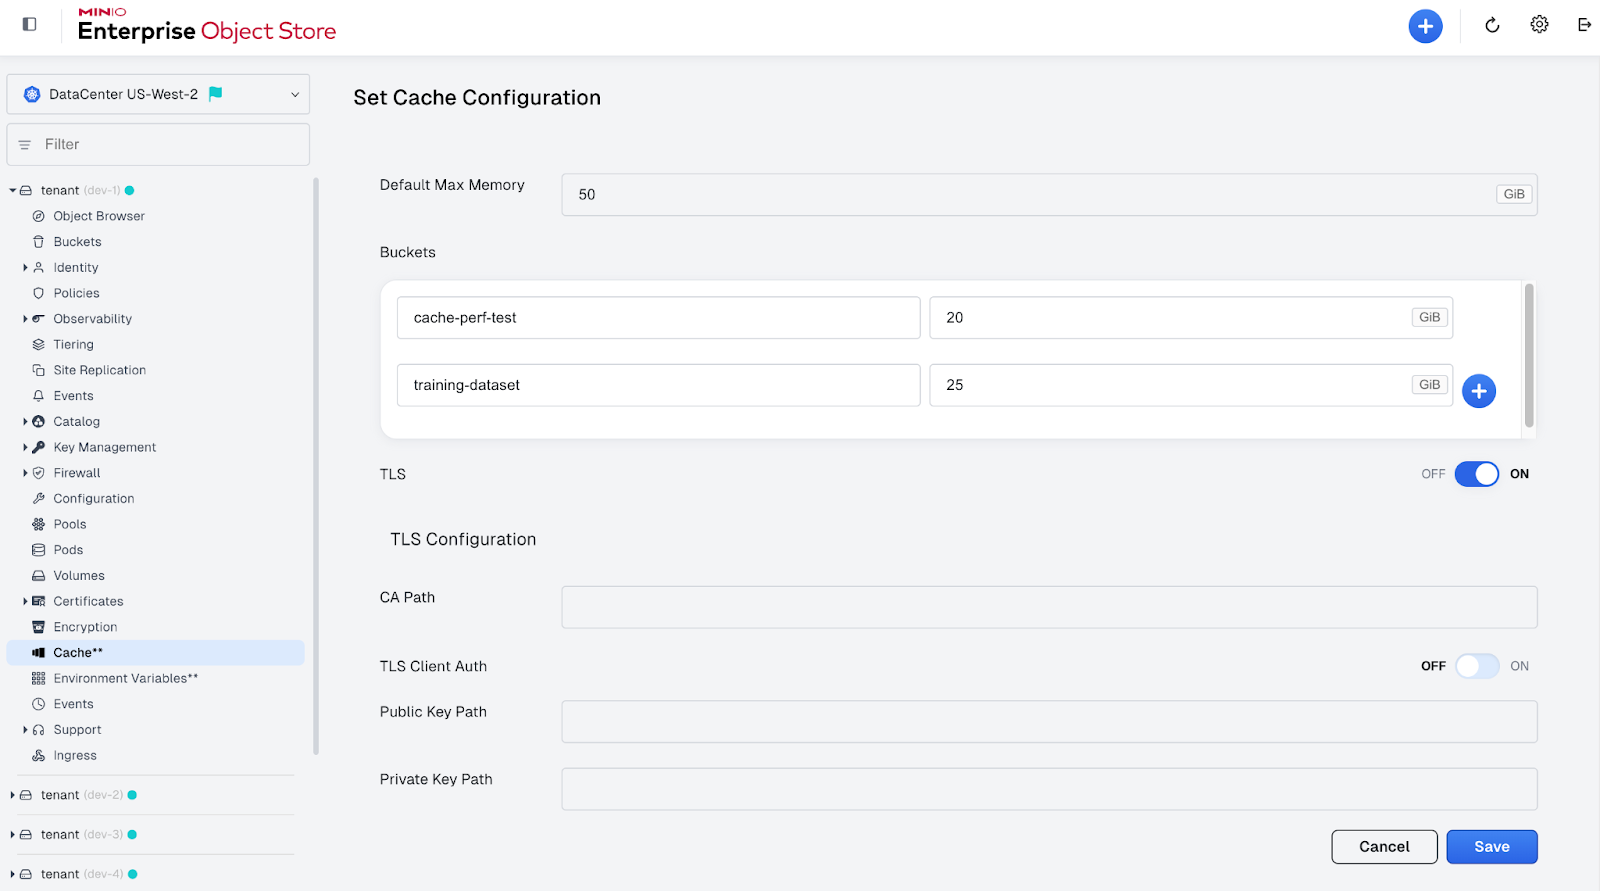 MINIO
Enterprise Object Store
DataCenter US-West-2
Set Cache Configuration
Filter
tenant (dev-1)
Object Browser
Buckets
Identity
Policies
Observability
Tiering
Site Replication
Events
Catalog
Key Management
Firewall
Configuration
Pools
Pods
Volumes
Certificates
Encryption
Cache**
Environment Variables**
Events
Support
Ingress
tenant (dev-2)
tenant (dev-3)
tenant (dev-4)
Default Max Memory
50 GiB
Buckets
cache-perf-test 20 GiB
training-dataset 25 GiB
TLS OFF ON
TLS Configuration
CA Path
TLS Client Auth OFF ON
Public Key Path
Private Key Path
Cancel Save